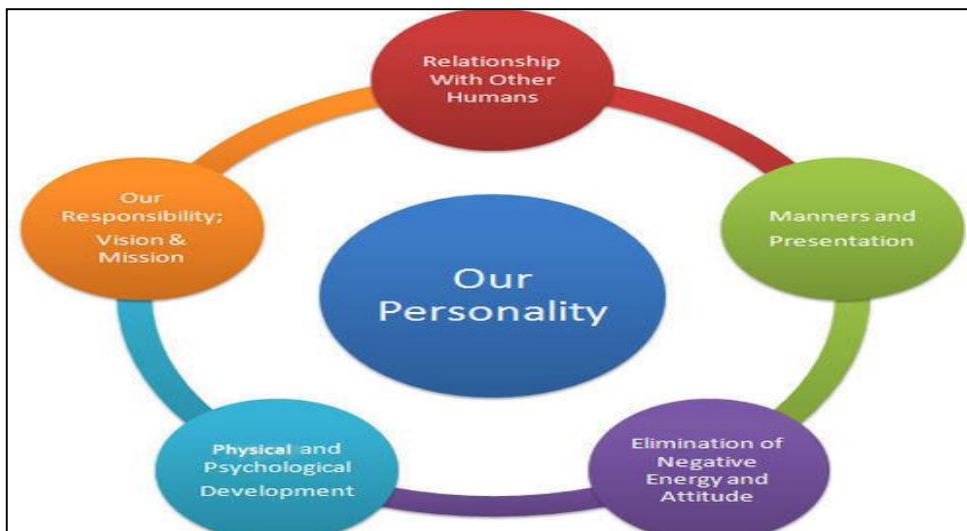 Relationship
With Other
Humans
Our
Responsibility;
Vision &
Mission
Manners and
Presentation
Our
Personality
Physical and
Psychological
Development
Elimination of
Negative
Energy and
Attitude